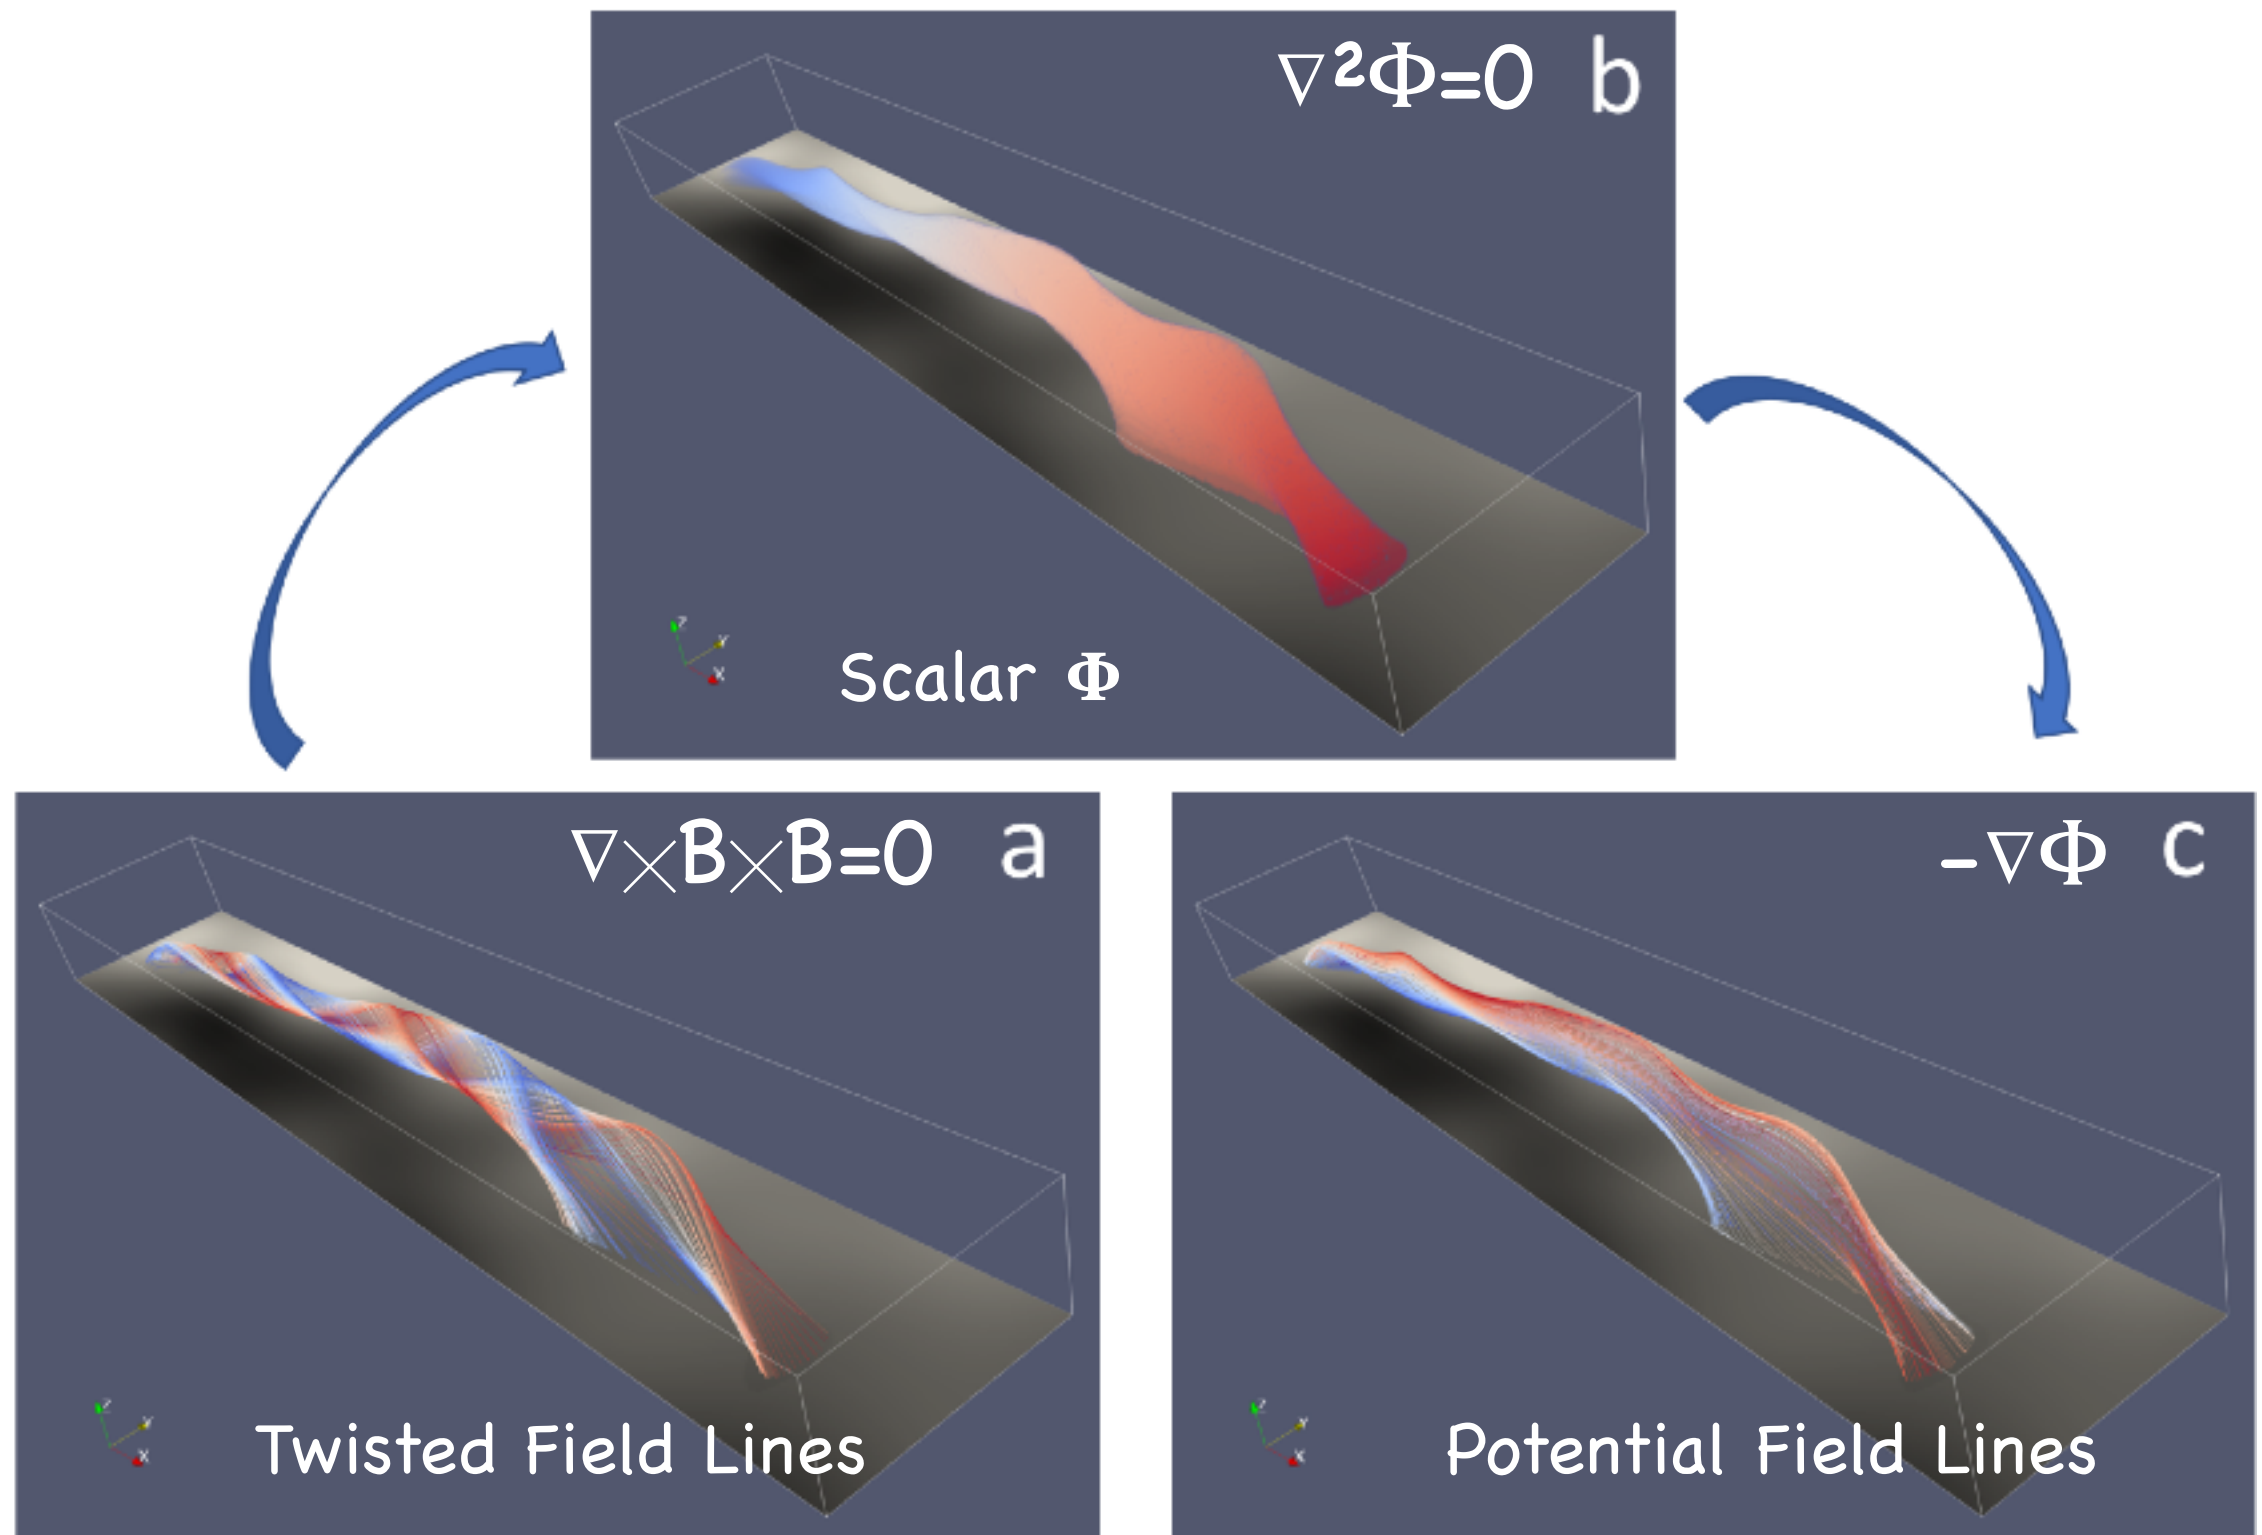 ∇²Φ=0 b
Z
Y
X
Scalar Φ
∇×B×B=0 a
Z
Y
X
Twisted Field Lines
-∇Φ c
Z
Y
X
Potential Field Lines